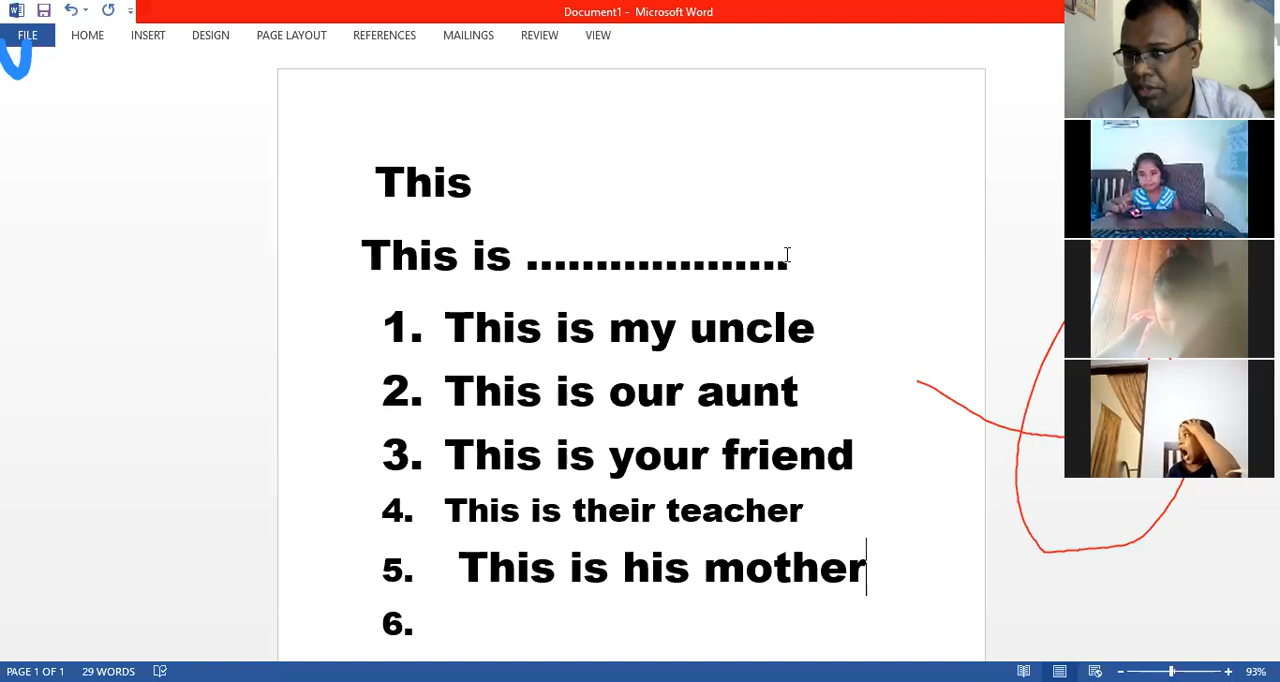 Document1 - Microsoft Word
FILE HOME INSERT DESIGN PAGE LAYOUT REFERENCES MAILINGS REVIEW VIEW
This
This is ...................
1. This is my uncle
2. This is our aunt
3. This is your friend
4. This is their teacher
5. This is his mother
6.
PAGE 1 OF 1 29 WORDS 93%